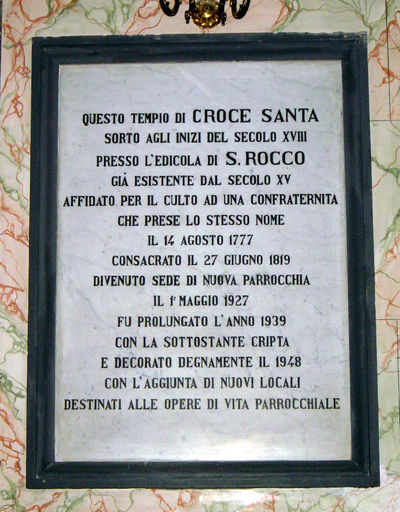 QUESTO TEMPIO DI CROCE SANTA
SORTO AGLI INIZI DEL SECOLO XVIII
PRESSO L'EDICOLA DI S. ROCCO
GIÀ ESISTENTE DAL SECOLO XV
AFFIDATO PER IL CULTO AD UNA CONFRATERNITA
CHE PRESE LO STESSO NOME
IL 14 AGOSTO 1777
CONSACRATO IL 27 GIUGNO 1819
DIVENUTO SEDE DI NUOVA PARROCCHIA
IL 1° MAGGIO 1927
FU PROLUNGATO L'ANNO 1939
CON LA SOTTOSTANTE CRIPTA
E DECORATO DEGNAMENTE IL 1948
CON L'AGGIUNTA DI NUOVI LOCALI
DESTINATI ALLE OPERE DI VITA PARROCCHIALE